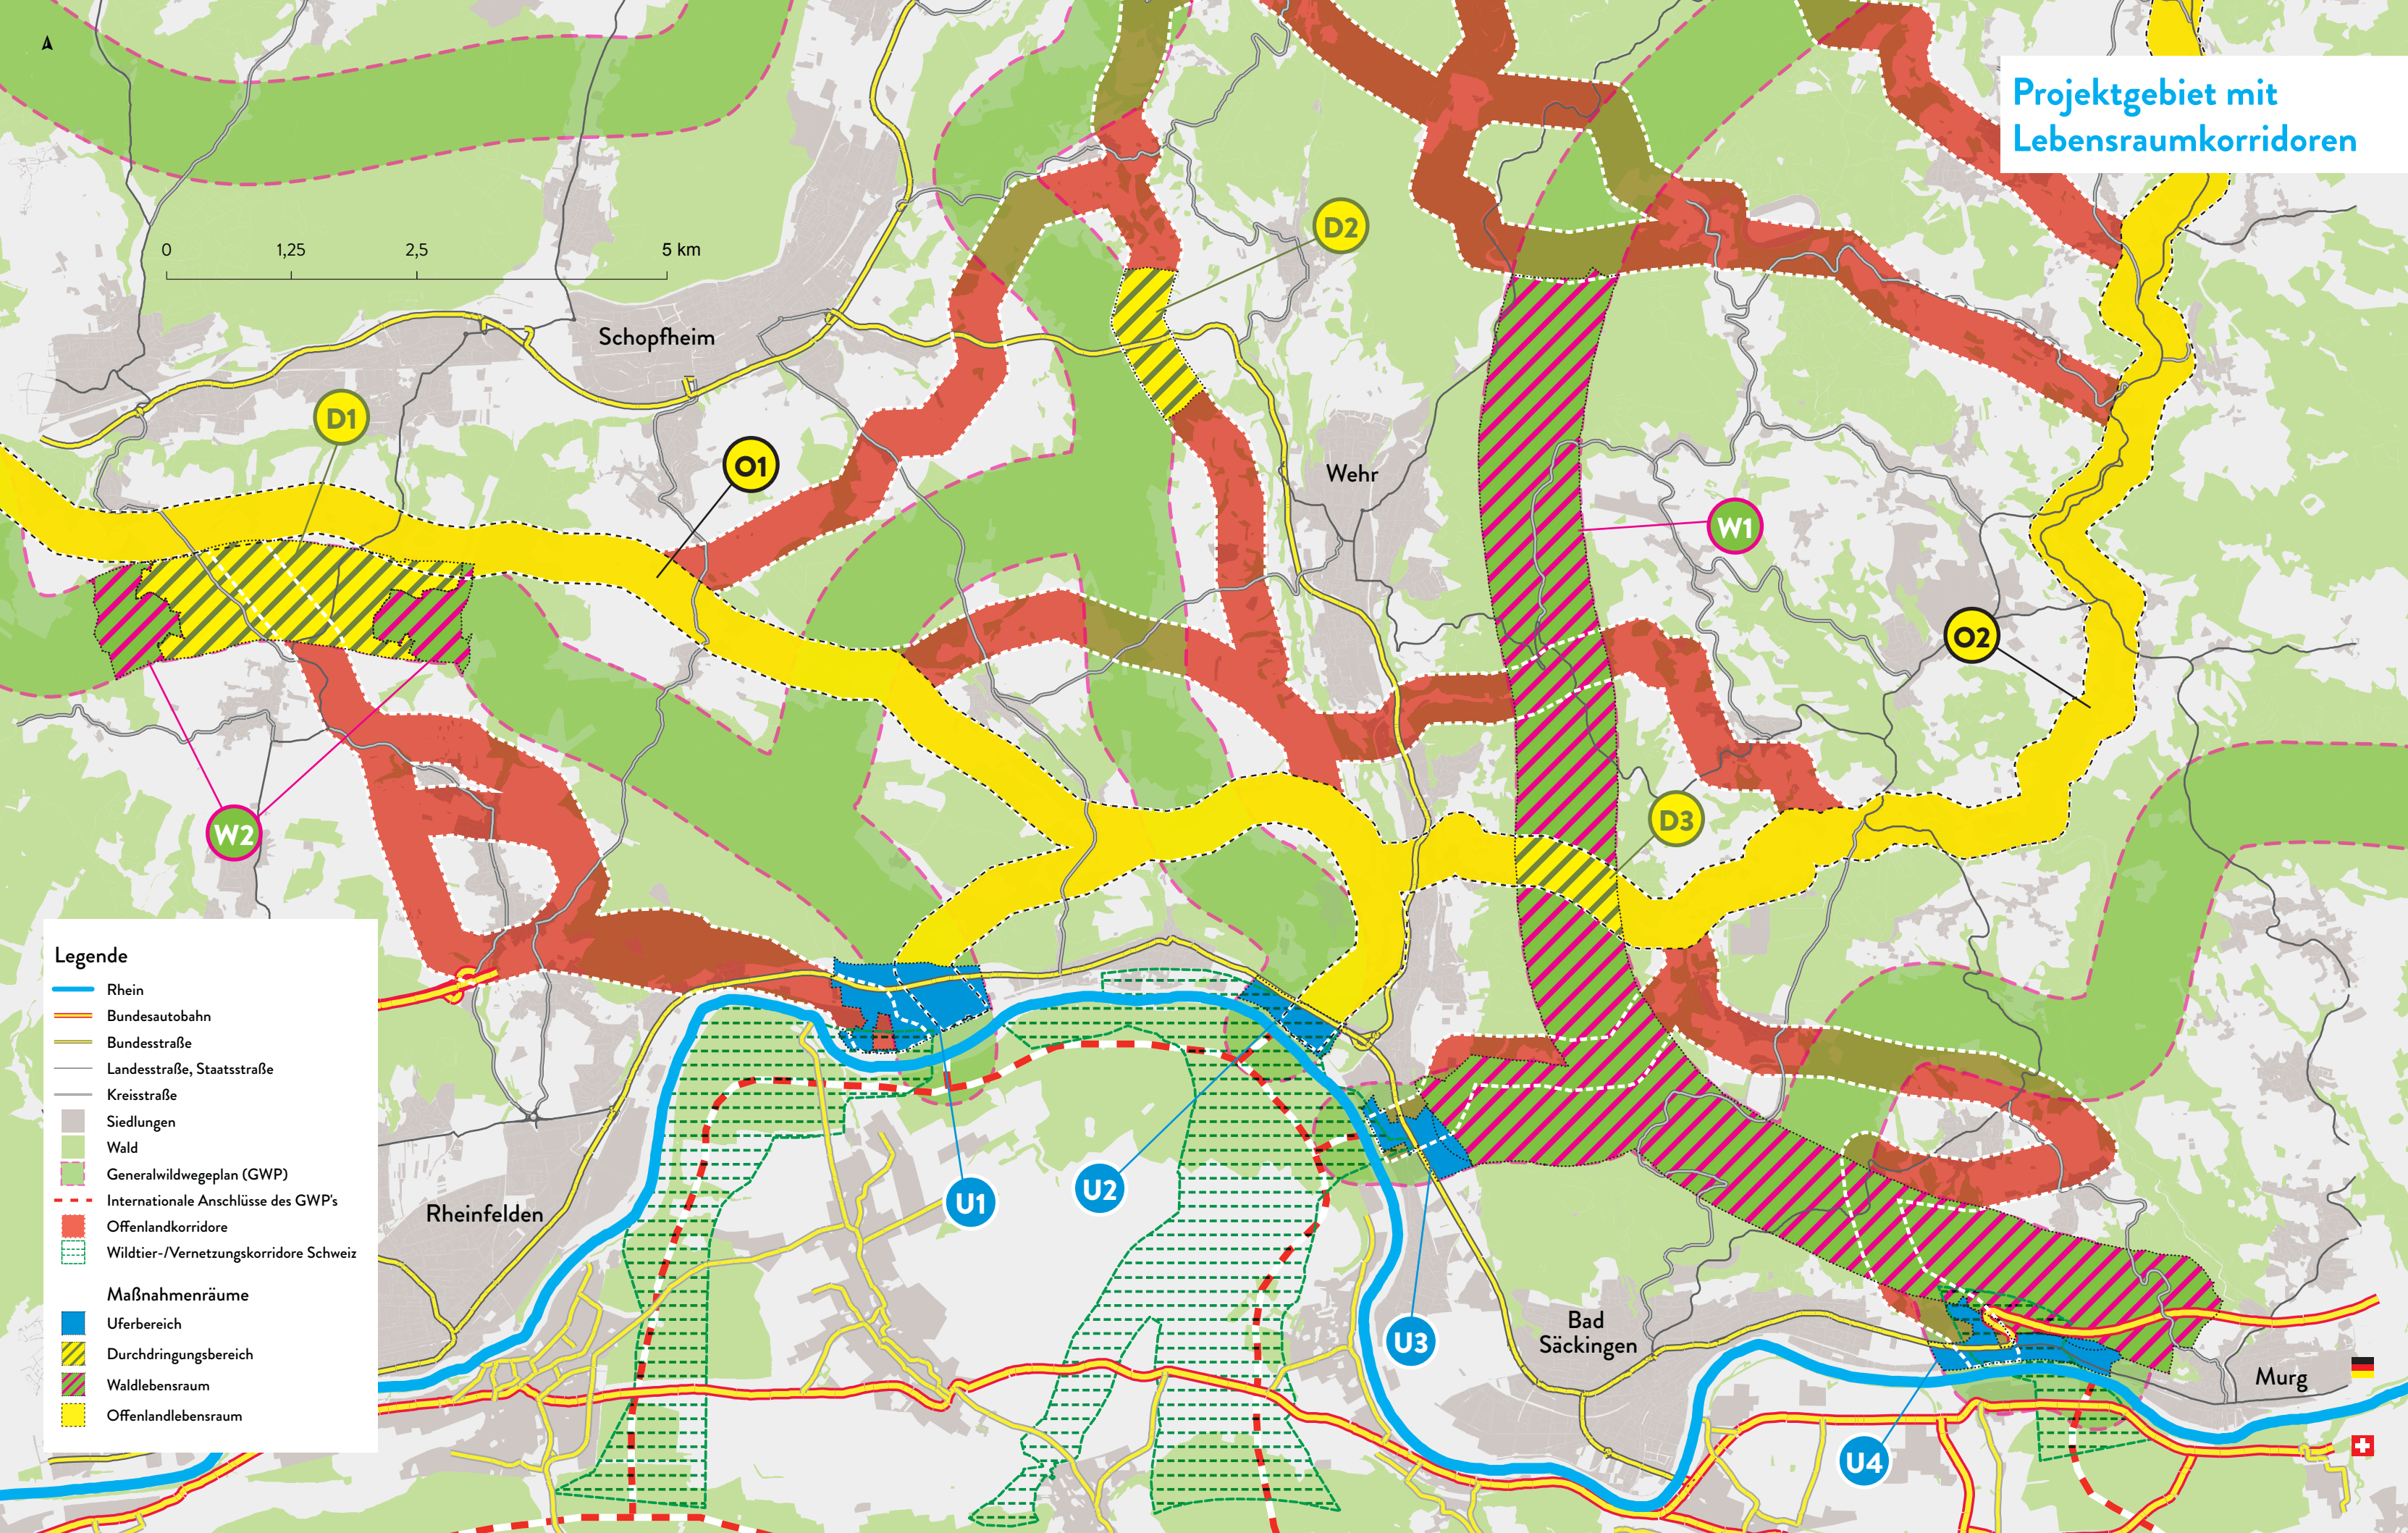 Projektgebiet mit
Lebensraumkorridoren
0 1,25 2,5 5 km
D2
Schopfheim
D1
O1
Wehr
W1
O2
W2
D3
Legende
Rhein
Bundesautobahn
Bundesstraße
Landesstraße, Staatsstraße
Kreisstraße
Siedlungen
Wald
Generalwildwegeplan (GWP)
Internationale Anschlüsse des GWP's
Offenlandkorridore
Wildtier-/Vernetzungskorridore Schweiz
Maßnahmenräume
Uferbereich
Durchdringungsbereich
Waldlebensraum
Offenlandlebensraum
Rheinfelden
U1
U2
U3
Bad
Säckingen
Murg
U4